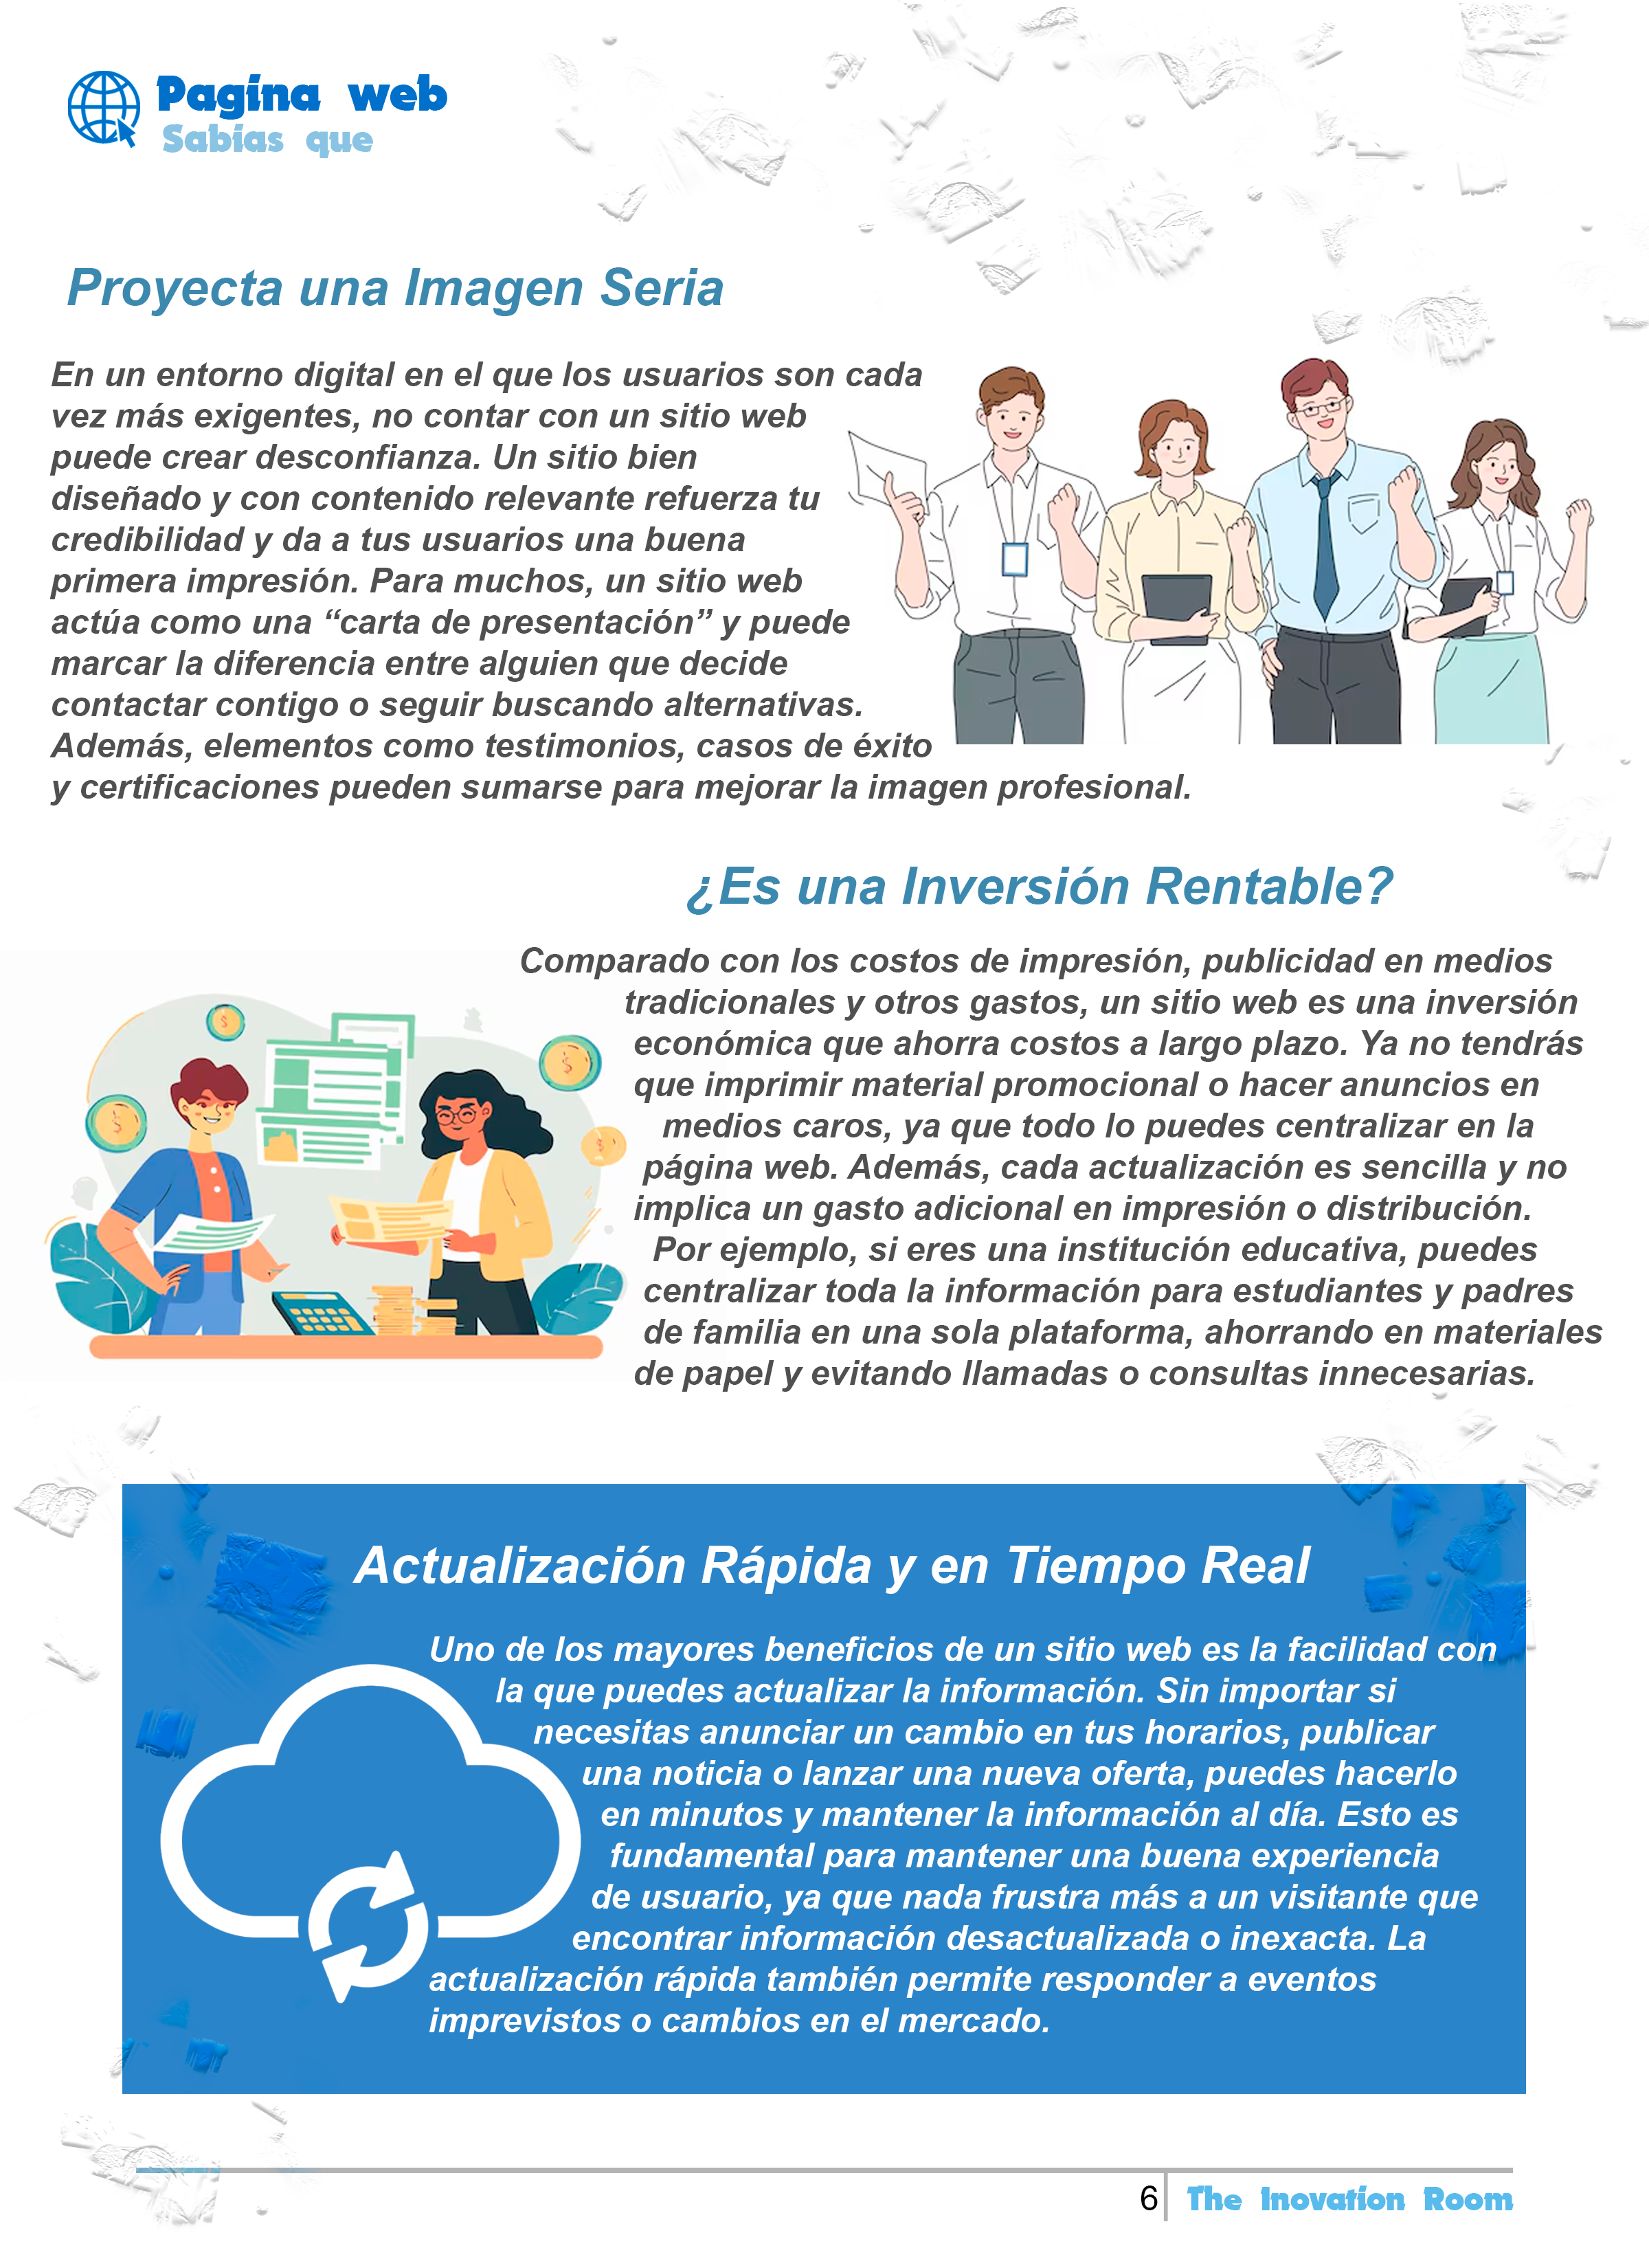 Pagina web
Sabias que
Proyecta una Imagen Seria
En un entorno digital en el que los usuarios son cada
vez más exigentes, no contar con un sitio web
puede crear desconfianza. Un sitio bien
diseñado y con contenido relevante refuerza tu
credibilidad y da a tus usuarios una buena
primera impresión. Para muchos, un sitio web
actúa como una “carta de presentación” y puede
marcar la diferencia entre alguien que decide
contactar contigo o seguir buscando alternativas.
Además, elementos como testimonios, casos de éxito
y certificaciones pueden sumarse para mejorar la imagen profesional.
¿Es una Inversión Rentable?
Comparado con los costos de impresión, publicidad en medios
tradicionales y otros gastos, un sitio web es una inversión
económica que ahorra costos a largo plazo. Ya no tendrás
que imprimir material promocional o hacer anuncios en
medios caros, ya que todo lo puedes centralizar en la
página web. Además, cada actualización es sencilla y no
implica un gasto adicional en impresión o distribución.
Por ejemplo, si eres una institución educativa, puedes
centralizar toda la información para estudiantes y padres
de familia en una sola plataforma, ahorrando en materiales
de papel y evitando llamadas o consultas innecesarias.
Actualización Rápida y en Tiempo Real
Uno de los mayores beneficios de un sitio web es la facilidad con
la que puedes actualizar la información. Sin importar si
necesitas anunciar un cambio en tus horarios, publicar
una noticia o lanzar una nueva oferta, puedes hacerlo
en minutos y mantener la información al día. Esto es
fundamental para mantener una buena experiencia
de usuario, ya que nada frustra más a un visitante que
encontrar información desactualizada o inexacta. La
actualización rápida también permite responder a eventos
imprevistos o cambios en el mercado.
6 The Inovation Room